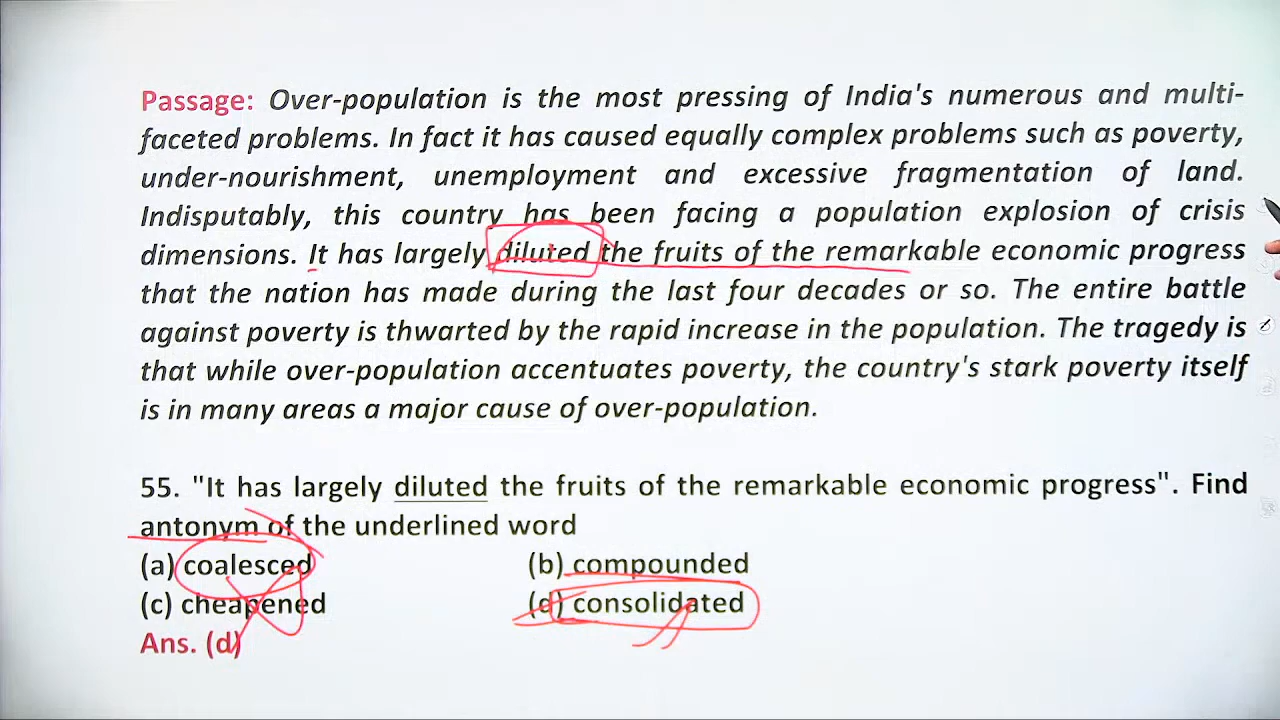 Passage: Over-population is the most pressing of India's numerous and multi-
faceted problems. In fact it has caused equally complex problems such as poverty,
under-nourishment, unemployment and excessive fragmentation of land.
Indisputably, this country has been facing a population explosion of crisis
dimensions. It has largely diluted the fruits of the remarkable economic progress
that the nation has made during the last four decades or so. The entire battle
against poverty is thwarted by the rapid increase in the population. The tragedy is
that while over-population accentuates poverty, the country's stark poverty itself
is in many areas a major cause of over-population.
55. "It has largely diluted the fruits of the remarkable economic progress". Find
antonym of the underlined word
(a) coalesced (b) compounded
(c) cheapened (d) consolidated
Ans. (d)